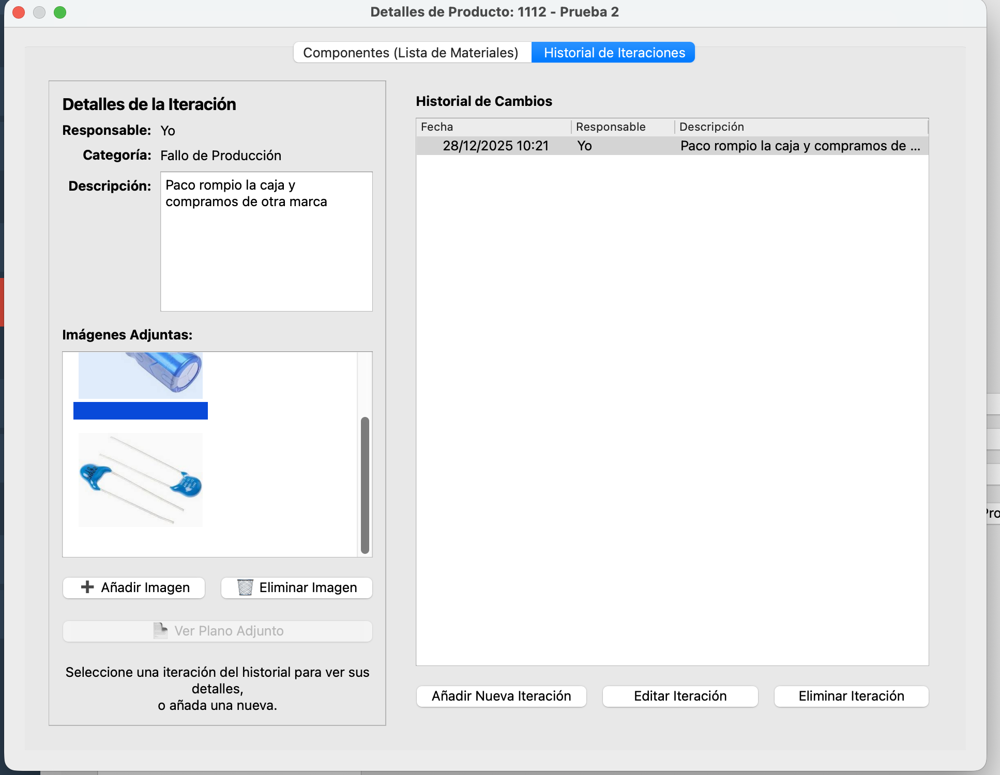 Detalles de Producto: 1112 - Prueba 2
Componentes (Lista de Materiales)
Historial de Iteraciones
Detalles de la Iteración
Responsable: Yo
Categoría: Fallo de Producción
Descripción: Paco rompio la caja y
compramos de otra marca
Imágenes Adjuntas:
Añadir Imagen
Eliminar Imagen
Ver Plano Adjunto
Seleccione una iteración del historial para ver sus
detalles,
o añada una nueva.
Historial de Cambios
Fecha Responsable Descripción
28/12/2025 10:21 Yo Paco rompio la caja y compramos de ...
Añadir Nueva Iteración
Editar Iteración
Eliminar Iteración